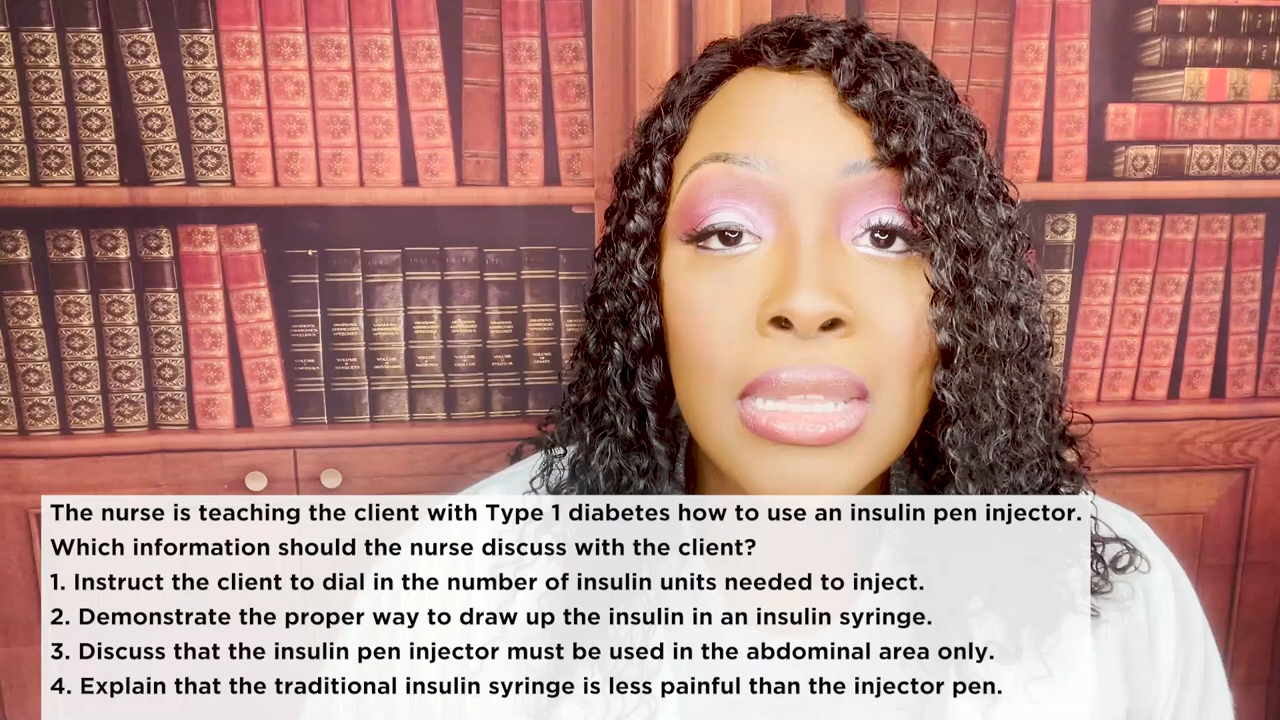 The nurse is teaching the client with Type 1 diabetes how to use an insulin pen injector.
Which information should the nurse discuss with the client?
1. Instruct the client to dial in the number of insulin units needed to inject.
2. Demonstrate the proper way to draw up the insulin in an insulin syringe.
3. Discuss that the insulin pen injector must be used in the abdominal area only.
4. Explain that the traditional insulin syringe is less painful than the injector pen.